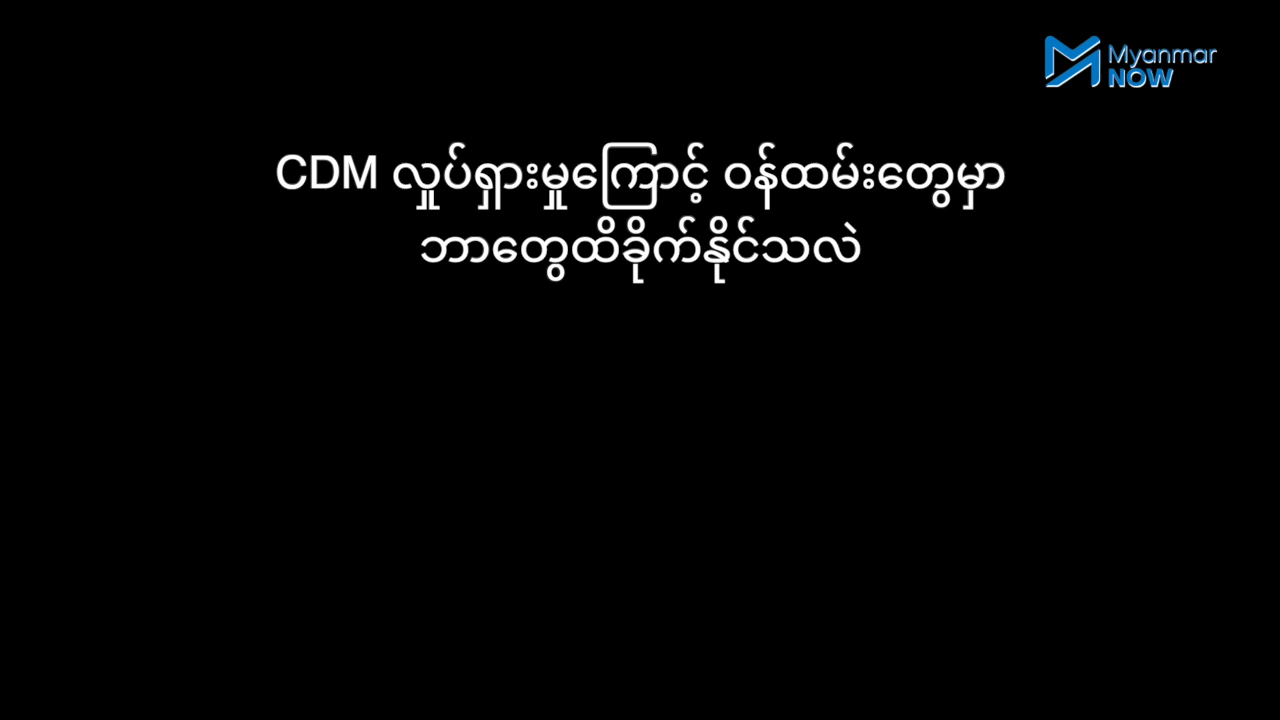 Myanmar
NOW
CDM လှုပ်ရှားမှုကြောင့် ဝန်ထမ်းတွေမှာ
ဘာတွေထိခိုက်နိုင်သလဲ